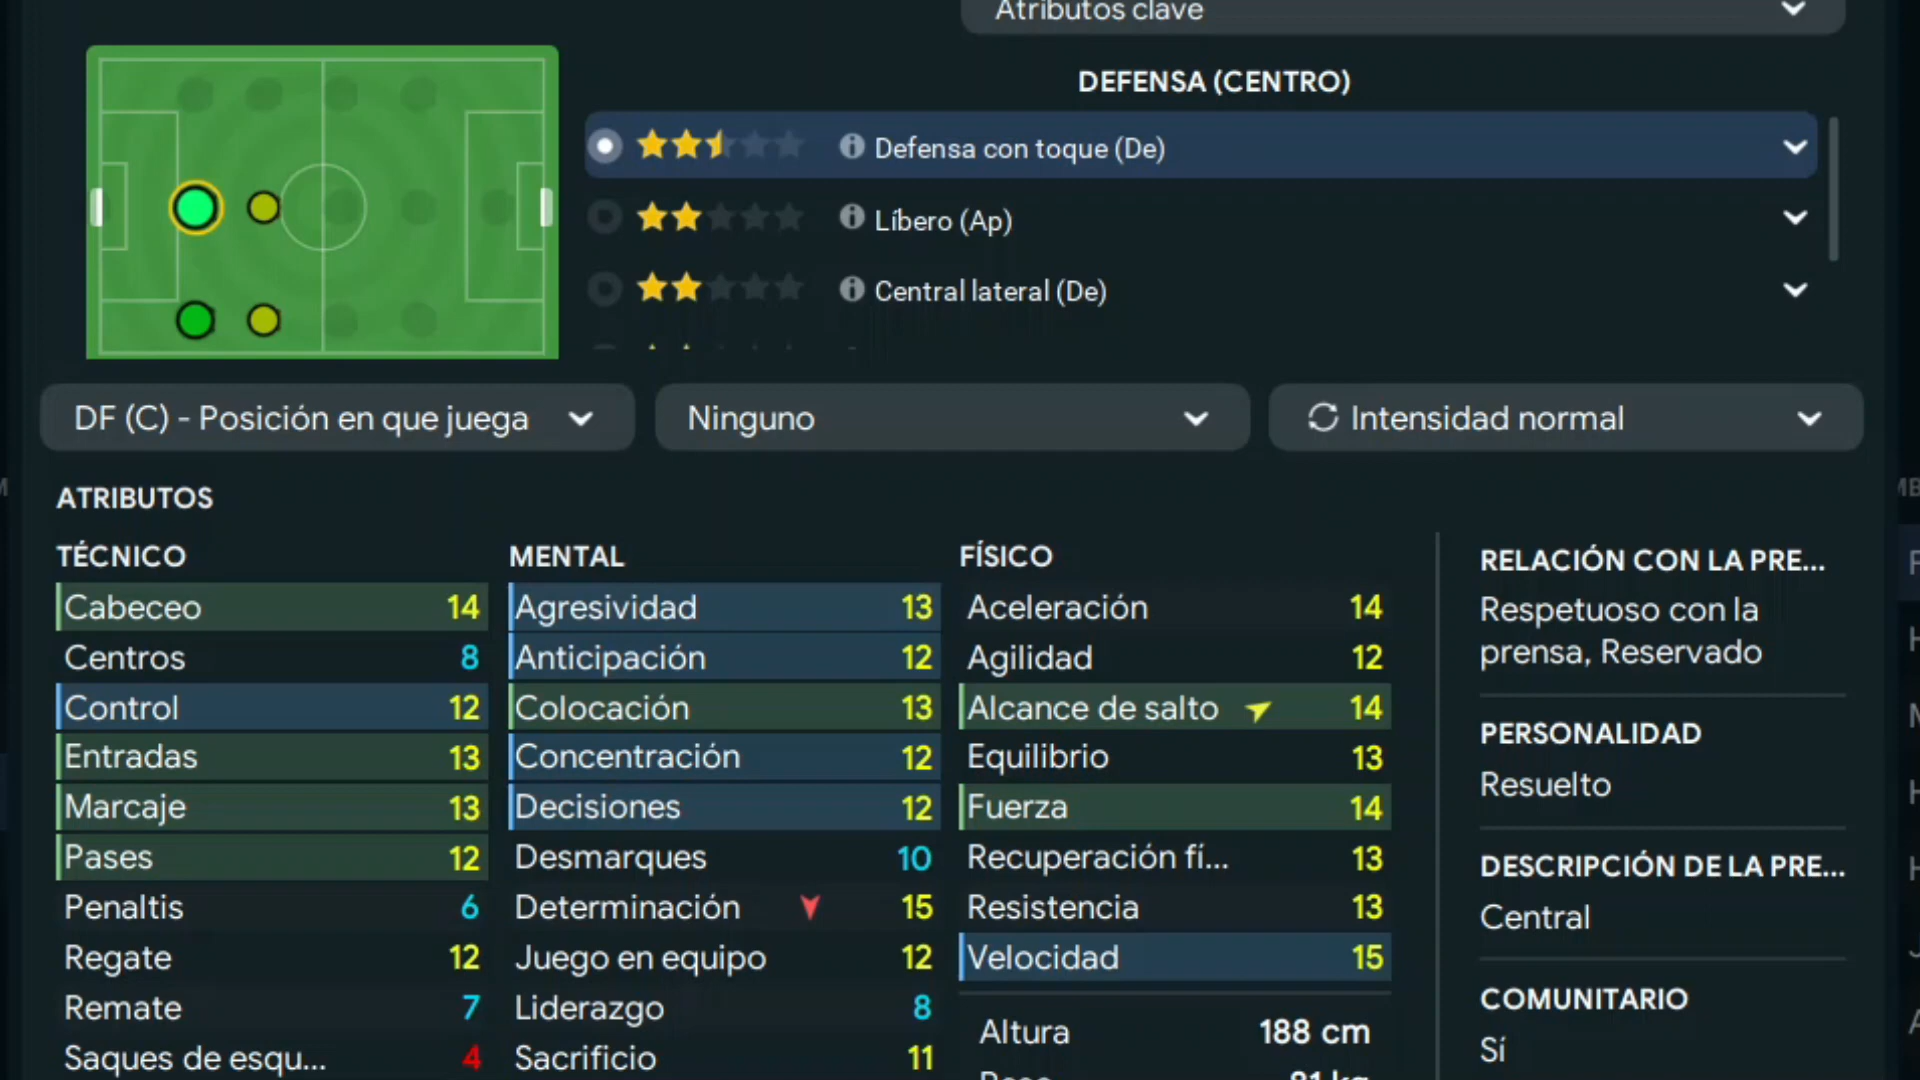 Atributos clave
DEFENSA (CENTRO)
Defensa con toque (De)
Líbero (Ap)
Central lateral (De)
DF (C) - Posición en que juega
Ninguno
Intensidad normal
ATRIBUTOS
TÉCNICO
Cabeceo 14
Centros 8
Control 12
Entradas 13
Marcaje 13
Pases 12
Penaltis 6
Regate 12
Remate 7
Saques de esqu... 4
MENTAL
Agresividad 13
Anticipación 12
Colocación 13
Concentración 12
Decisiones 12
Desmarques 10
Determinación 15
Juego en equipo 12
Liderazgo 8
Sacrificio 11
FÍSICO
Aceleración 14
Agilidad 12
Alcance de salto 14
Equilibrio 13
Fuerza 14
Recuperación fí... 13
Resistencia 13
Velocidad 15
Altura 188 cm
Peso 81 kg
RELACIÓN CON LA PRE...
Respetuoso con la
prensa, Reservado
PERSONALIDAD
Resuelto
DESCRIPCIÓN DE LA PRE...
Central
COMUNITARIO
Sí